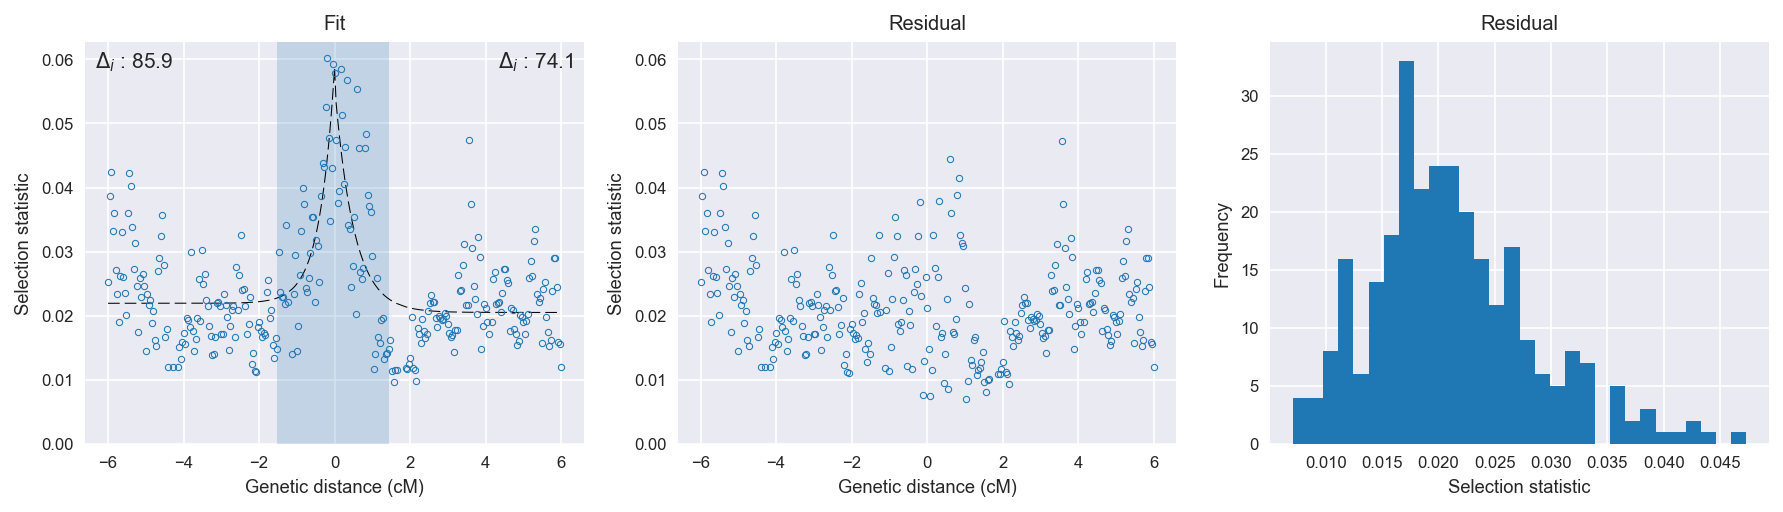 Fit
Δi : 85.9
Δi : 74.1
Selection statistic
0.06
0.05
0.04
0.03
0.02
0.01
0.00
−6 −4 −2 0 2 4 6
Genetic distance (cM)
Residual
Selection statistic
0.06
0.05
0.04
0.03
0.02
0.01
0.00
−6 −4 −2 0 2 4 6
Genetic distance (cM)
Residual
Frequency
30
25
20
15
10
5
0
0.010 0.015 0.020 0.025 0.030 0.035 0.040 0.045
Selection statistic